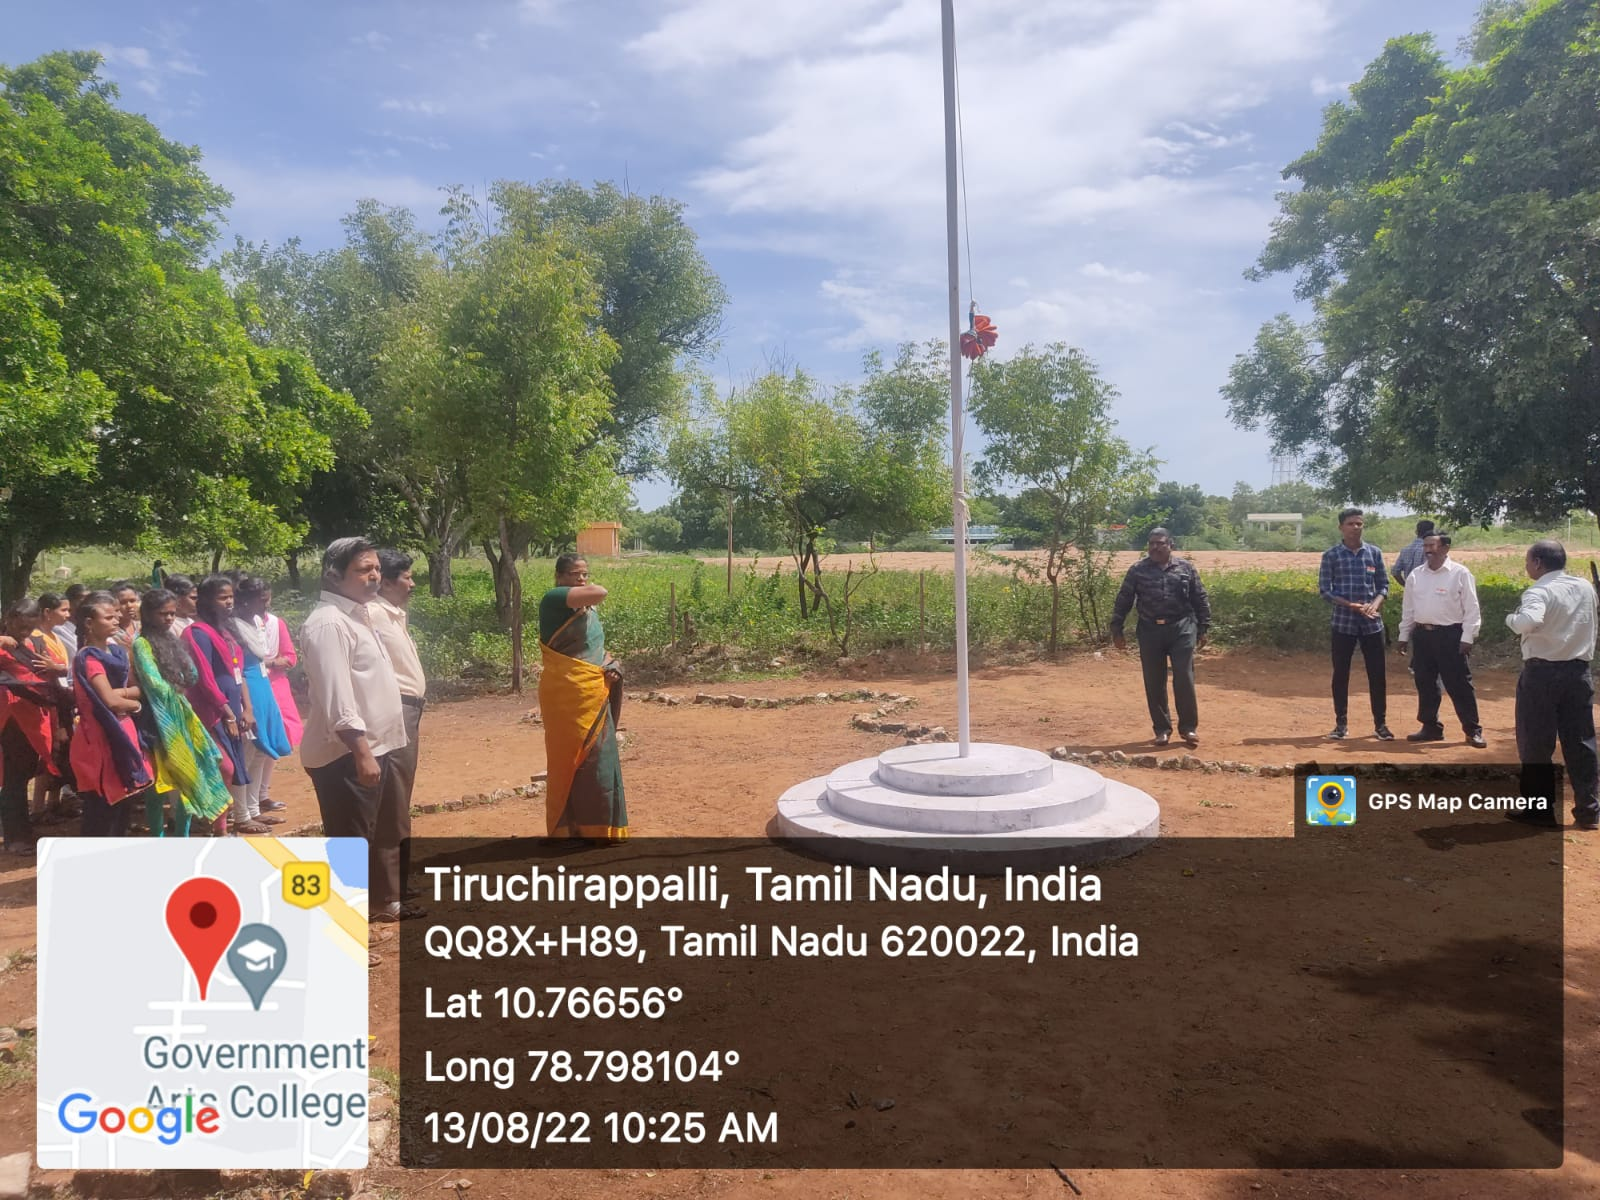 GPS Map Camera
83
Government
Arts College
Google
Tiruchirappalli, Tamil Nadu, India
QQ8X+H89, Tamil Nadu 620022, India
Lat 10.76656°
Long 78.798104°
13/08/22 10:25 AM